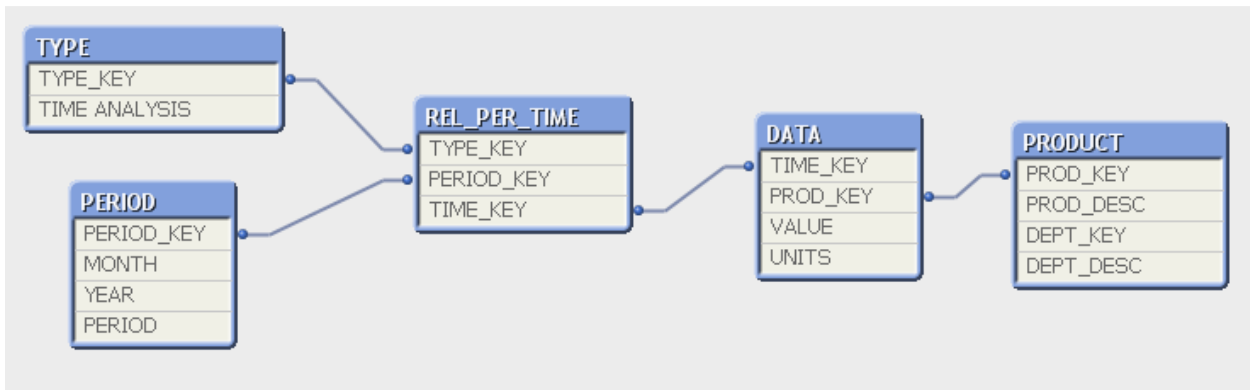 TYPE
TYPE_KEY
TIME ANALYSIS
PERIOD
PERIOD_KEY
MONTH
YEAR
PERIOD
REL_PER_TIME
TYPE_KEY
PERIOD_KEY
TIME_KEY
DATA
TIME_KEY
PROD_KEY
VALUE
UNITS
PRODUCT
PROD_KEY
PROD_DESC
DEPT_KEY
DEPT_DESC